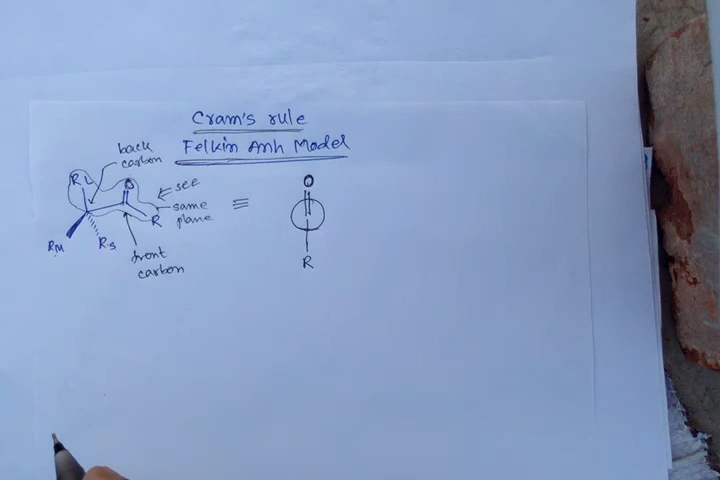 Cram's rule
Felkin Anh Model
back
carbon
RL
O
see
same
plane
R
RM
RS
front
carbon
≡
O
R